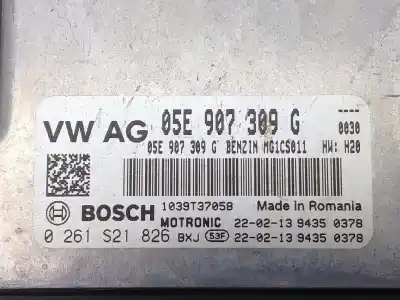 VW AG 05E 907 309 G ----
0030
05E 907 309 G BENZIN MG1CS011 HW: H20
BOSCH 1039T37058 Made in Romania
MOTRONIC 22-02-13 9435 0378
0 261 S21 826 BXJ 53F 22-02-13 9435 0378